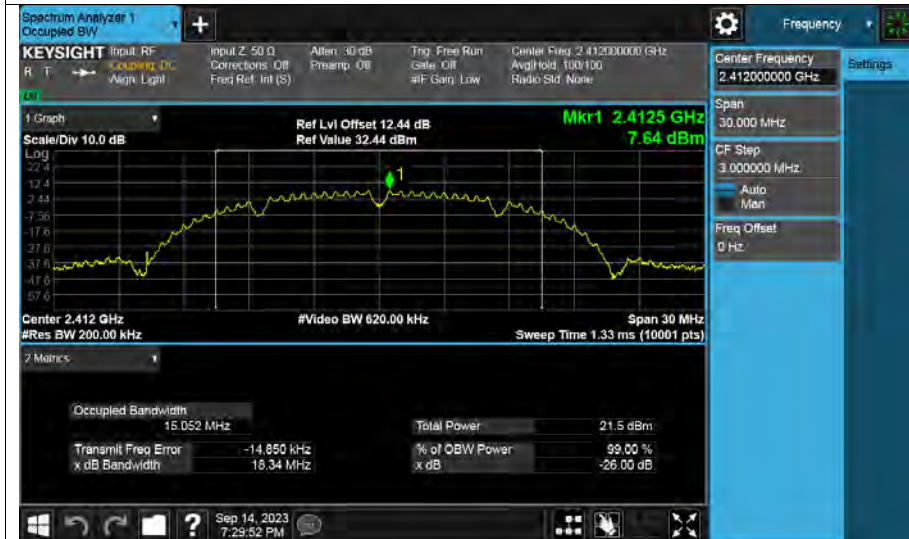 Spectrum Analyzer 1
Occupied BW
+
Frequency
KEYSIGHT
R T
Input: RF
Coupling: DC
Align: Light
Input Z: 50 Ω
Corrections: Off
Freq Ref: Int (S)
Atten: 30 dB
Preamp: Off
Trig: Free Run
Gate: Off
#IF Gain: Low
Center Freq: 2.412000000 GHz
Avg|Hold: 100/100
Radio Std: None
1 Graph
Scale/Div 10.0 dB
Ref Lvl Offset 12.44 dB
Ref Value 32.44 dBm
Mkr1 2.4125 GHz
7.64 dBm
Log
22.4
12.4
2.44
-7.56
-17.6
-27.6
-37.6
-47.6
-57.6
1
Center 2.412 GHz
#Res BW 200.00 kHz
#Video BW 620.00 kHz
Span 30 MHz
Sweep Time 1.33 ms (10001 pts)
2 Metrics
Occupied Bandwidth
15.052 MHz
Transmit Freq Error -14.850 kHz
x dB Bandwidth 18.34 MHz
Total Power 21.5 dBm
% of OBW Power 99.00 %
x dB -26.00 dB
Center Frequency
2.412000000 GHz
Span
30.000 MHz
CF Step
3.000000 MHz
Auto
Man
Freq Offset
0 Hz
Settings
?
Sep 14, 2023
7:29:52 PM